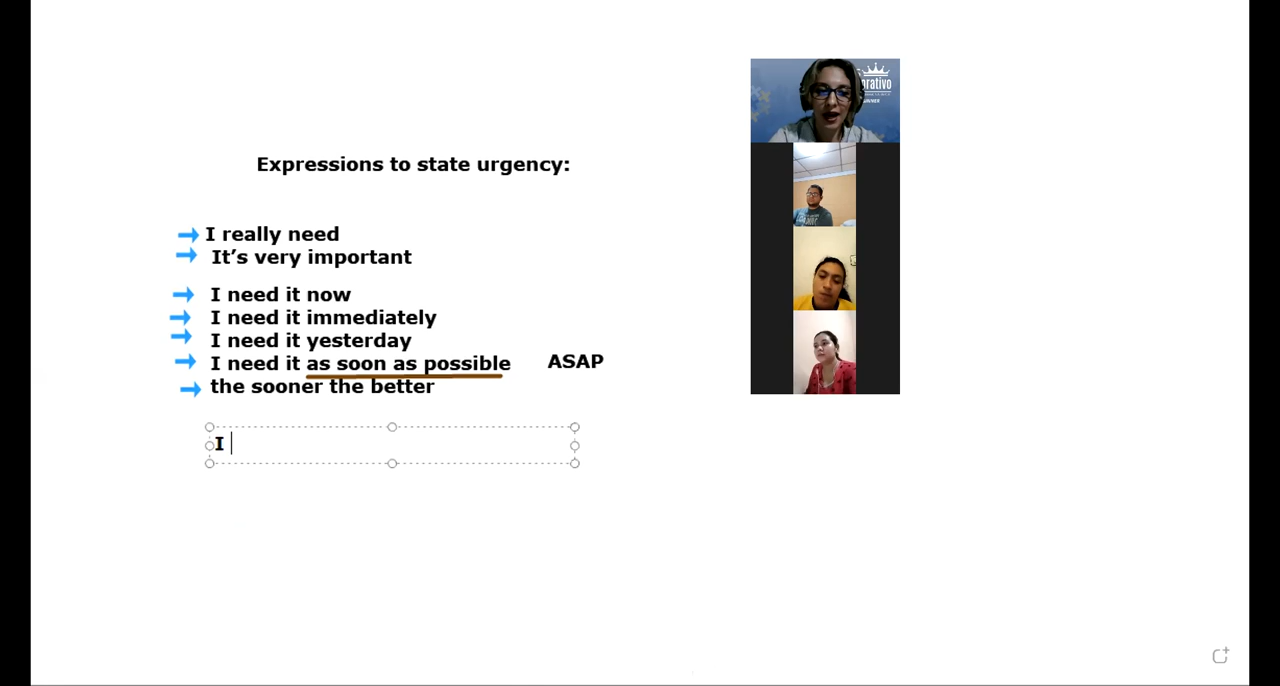 Expressions to state urgency:
I really need
It’s very important
I need it now
I need it immediately
I need it yesterday
I need it as soon as possible ASAP
the sooner the better
I